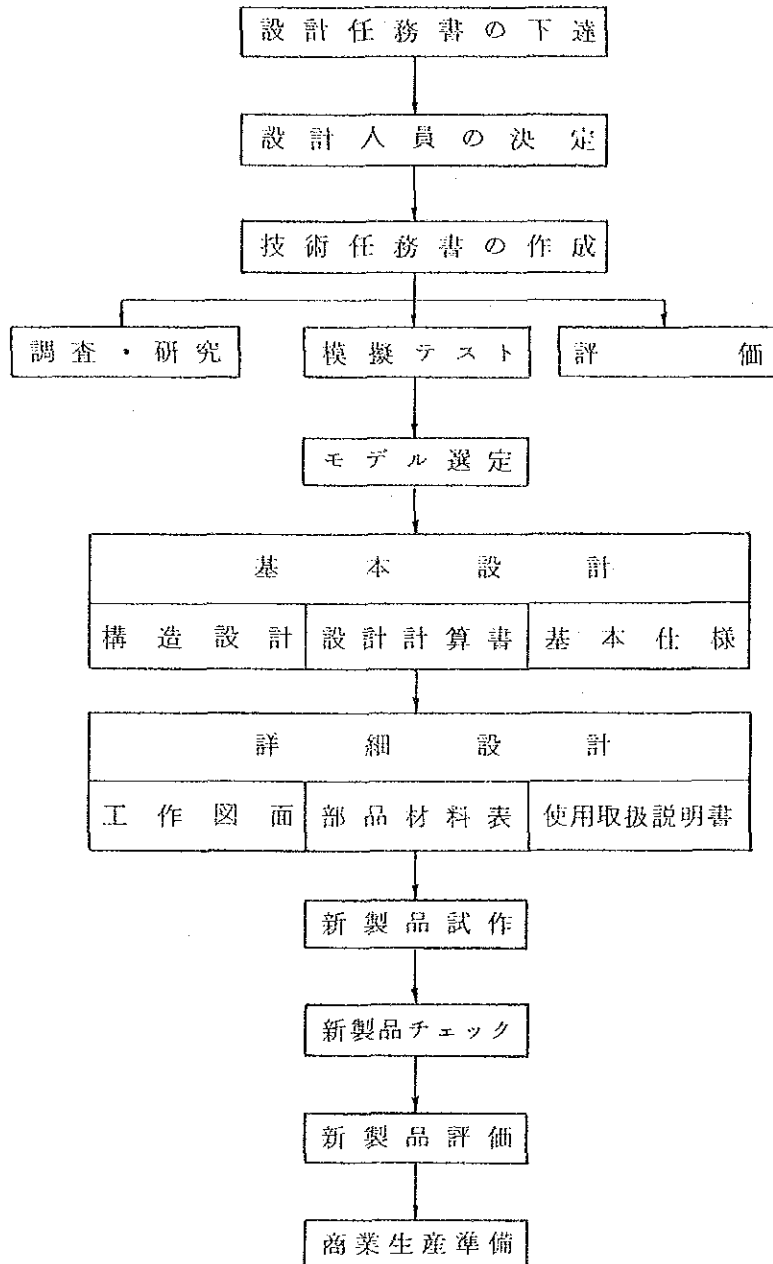 設計任務書の下達
設計人員の決定
技術任務書の作成
調査・研究 模擬テスト 評価
モデル選定
基本設計
構造設計 設計計算書 基本仕様
詳細設計
工作図面 部品材料表 使用取扱説明書
新製品試作
新製品チェック
新製品評価
商業生産準備